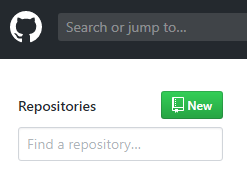 Search or jump to...
Repositories
New
Find a repository...